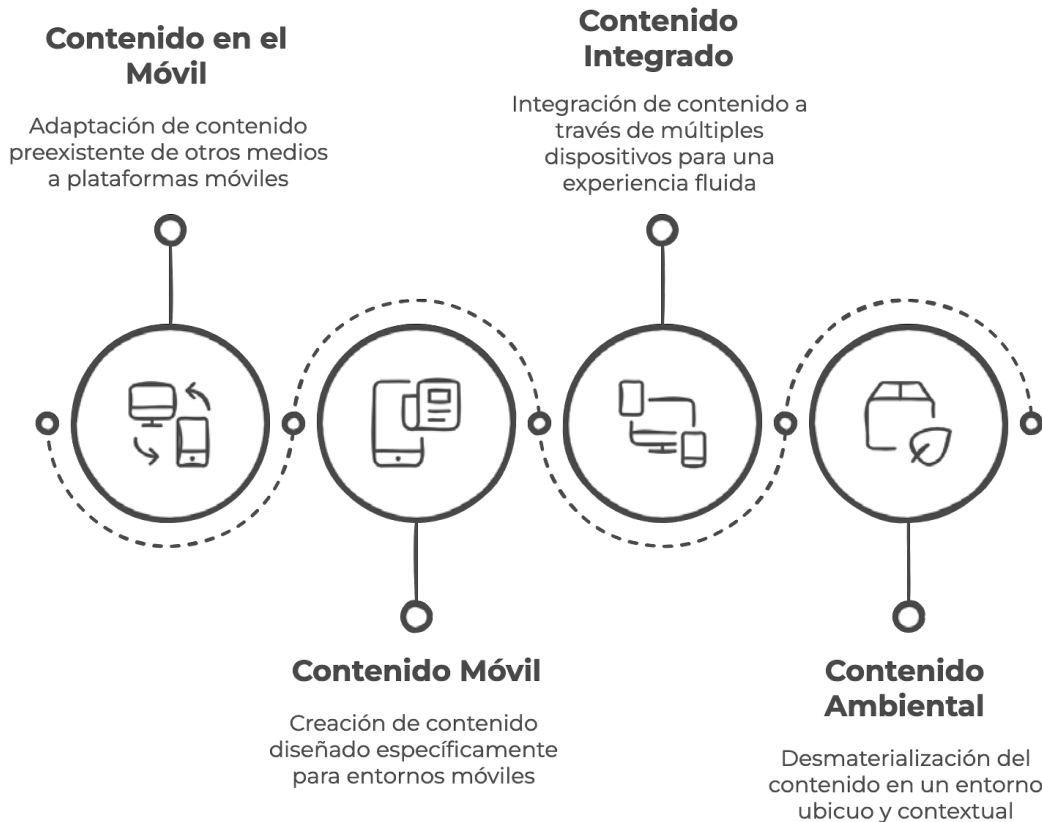 Contenido en el
Móvil
Adaptación de contenido
preexistente de otros medios
a plataformas móviles
Contenido Móvil
Creación de contenido
diseñado específicamente
para entornos móviles
Contenido
Integrado
Integración de contenido a
través de múltiples
dispositivos para una
experiencia fluida
Contenido
Ambiental
Desmaterialización del
contenido en un entorno
ubicuo y contextual